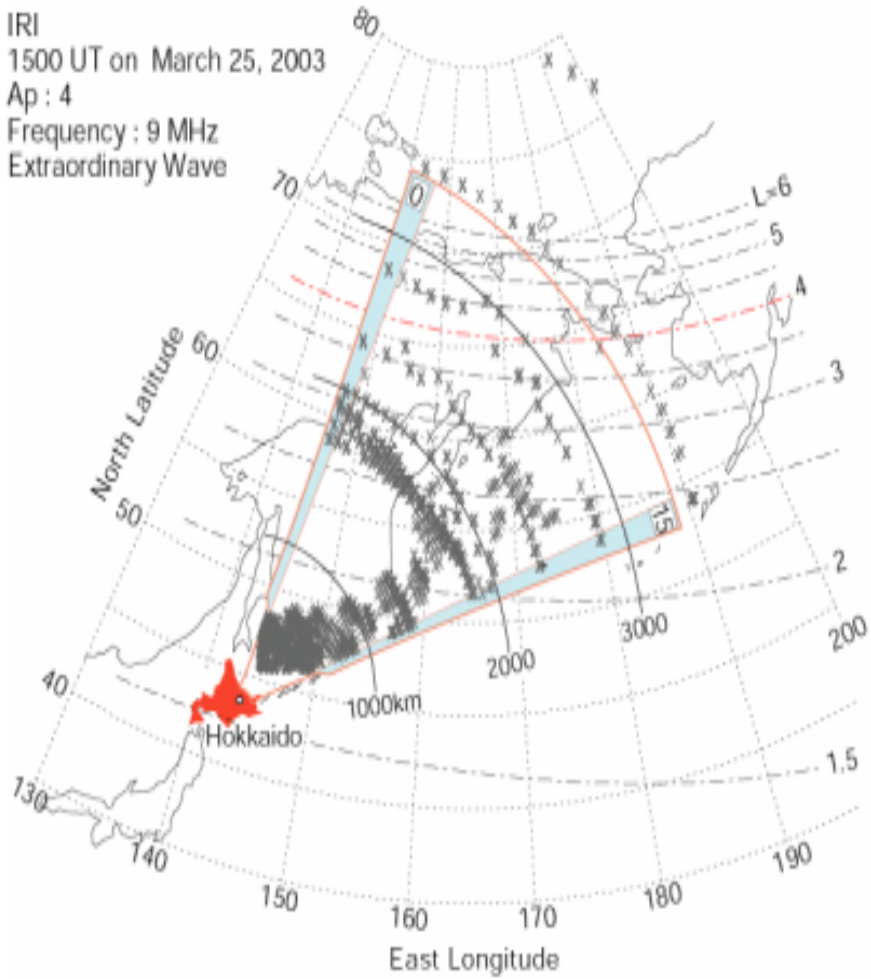 IRI
1500 UT on March 25, 2003
Ap : 4
Frequency : 9 MHz
Extraordinary Wave
80
70
60
50
40
North Latitude
0
15
L=6
5
4
3
2
1.5
1000km
2000
3000
Hokkaido
130
140
150
160
170
180
190
200
East Longitude